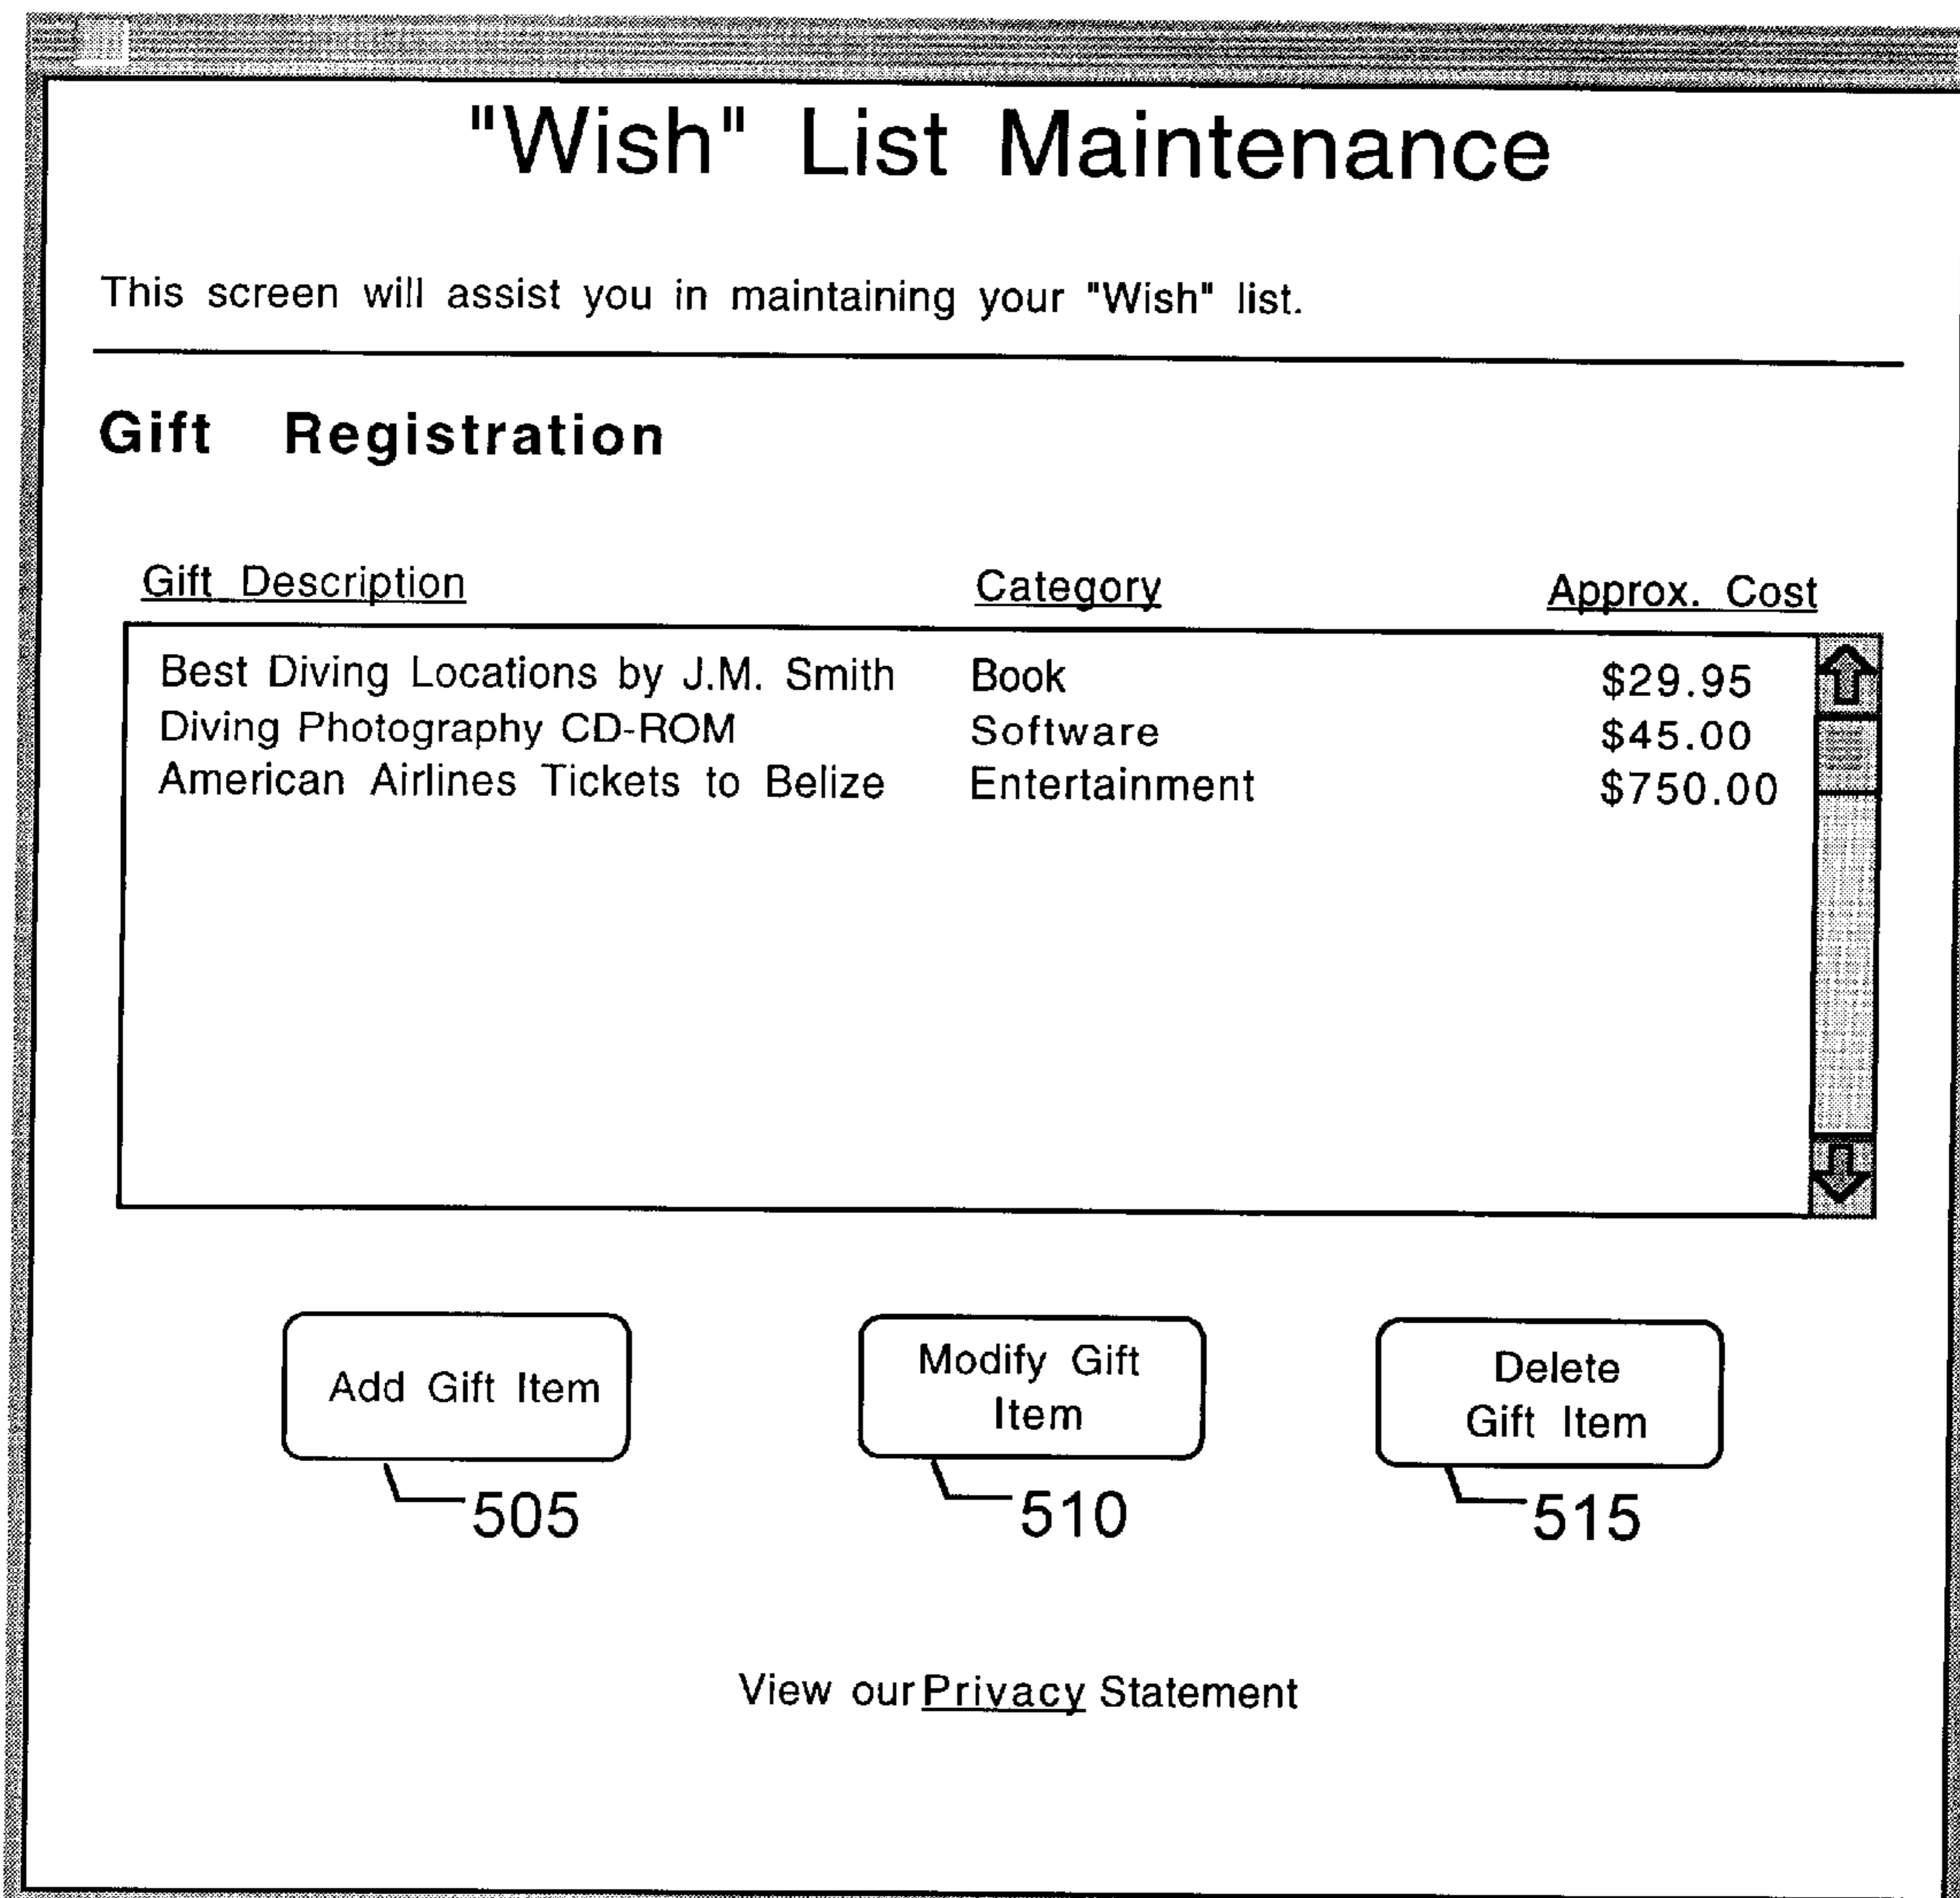 "Wish" List Maintenance
This screen will assist you in maintaining your "Wish" list.
Gift Registration
Gift Description Category Approx. Cost
Best Diving Locations by J.M. Smith Book $29.95
Diving Photography CD-ROM Software $45.00
American Airlines Tickets to Belize Entertainment $750.00
Add Gift Item
Modify Gift
Item
Delete
Gift Item
505 510 515
View our Privacy Statement